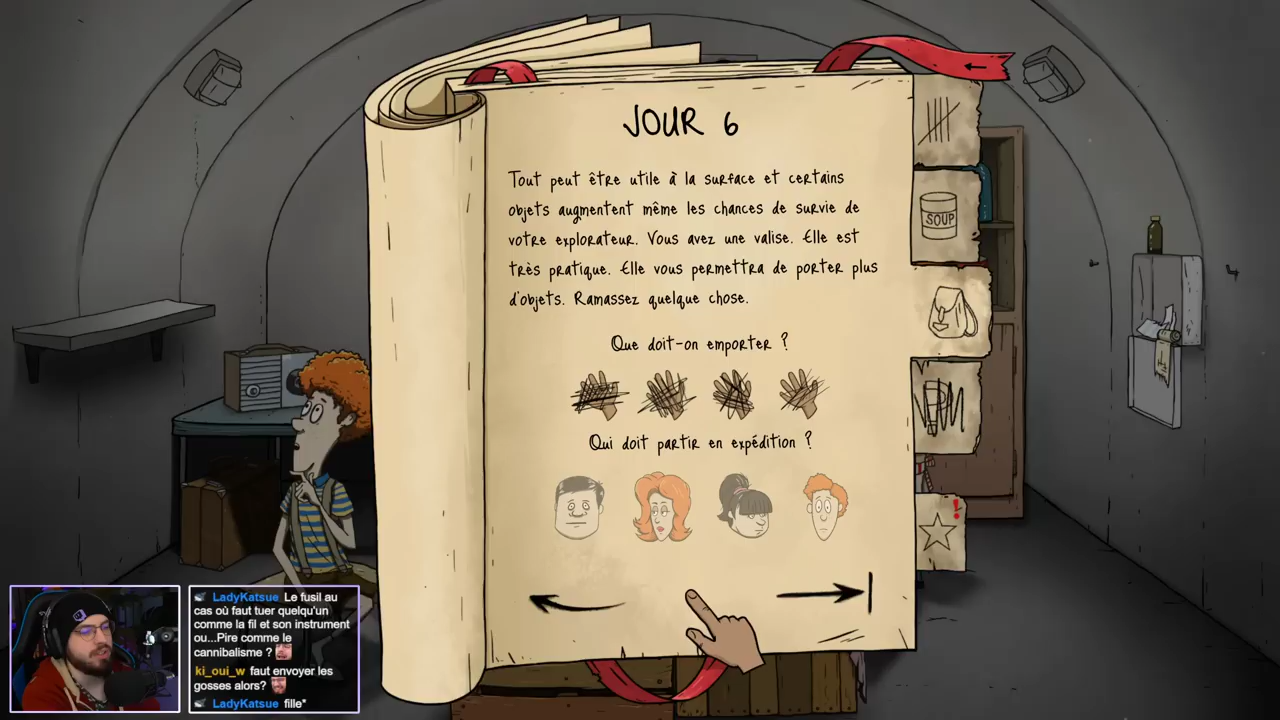 JOUR 6
Tout peut être utile à la surface et certains
objets augmentent même les chances de survie de
votre explorateur. Vous avez une valise. Elle est
très pratique. Elle vous permettra de porter plus
d'objets. Ramassez quelque chose.
Que doit-on emporter ?
Qui doit partir en expédition ?
SOUP
!
LadyKatsue Le fusil au
cas où faut tuer quelqu'un
comme la fil et son instrument
ou...Pire comme le
cannibalisme ?
ki_oui_w faut envoyer les
gosses alors?
LadyKatsue fille*